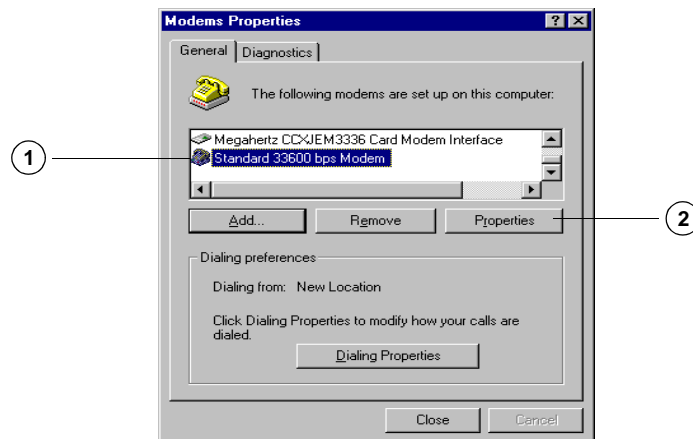 Modems Properties
General Diagnostics
The following modems are set up on this computer:
Megahertz CCXJEM3336 Card Modem Interface
1
Standard 33600 bps Modem
Add... Remove Properties
2
Dialing preferences
Dialing from: New Location
Click Dialing Properties to modify how your calls are
dialed.
Dialing Properties
Close Cancel